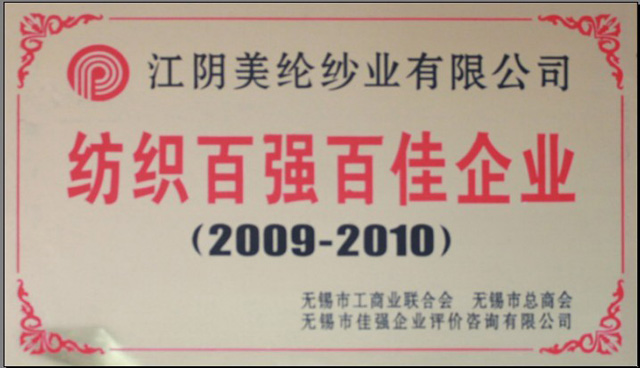 江阴美纶纱业有限公司
纺织百强百佳企业
(2009-2010)
无锡市工商业联合会 无锡市总商会
无锡市佳强企业评价咨询有限公司